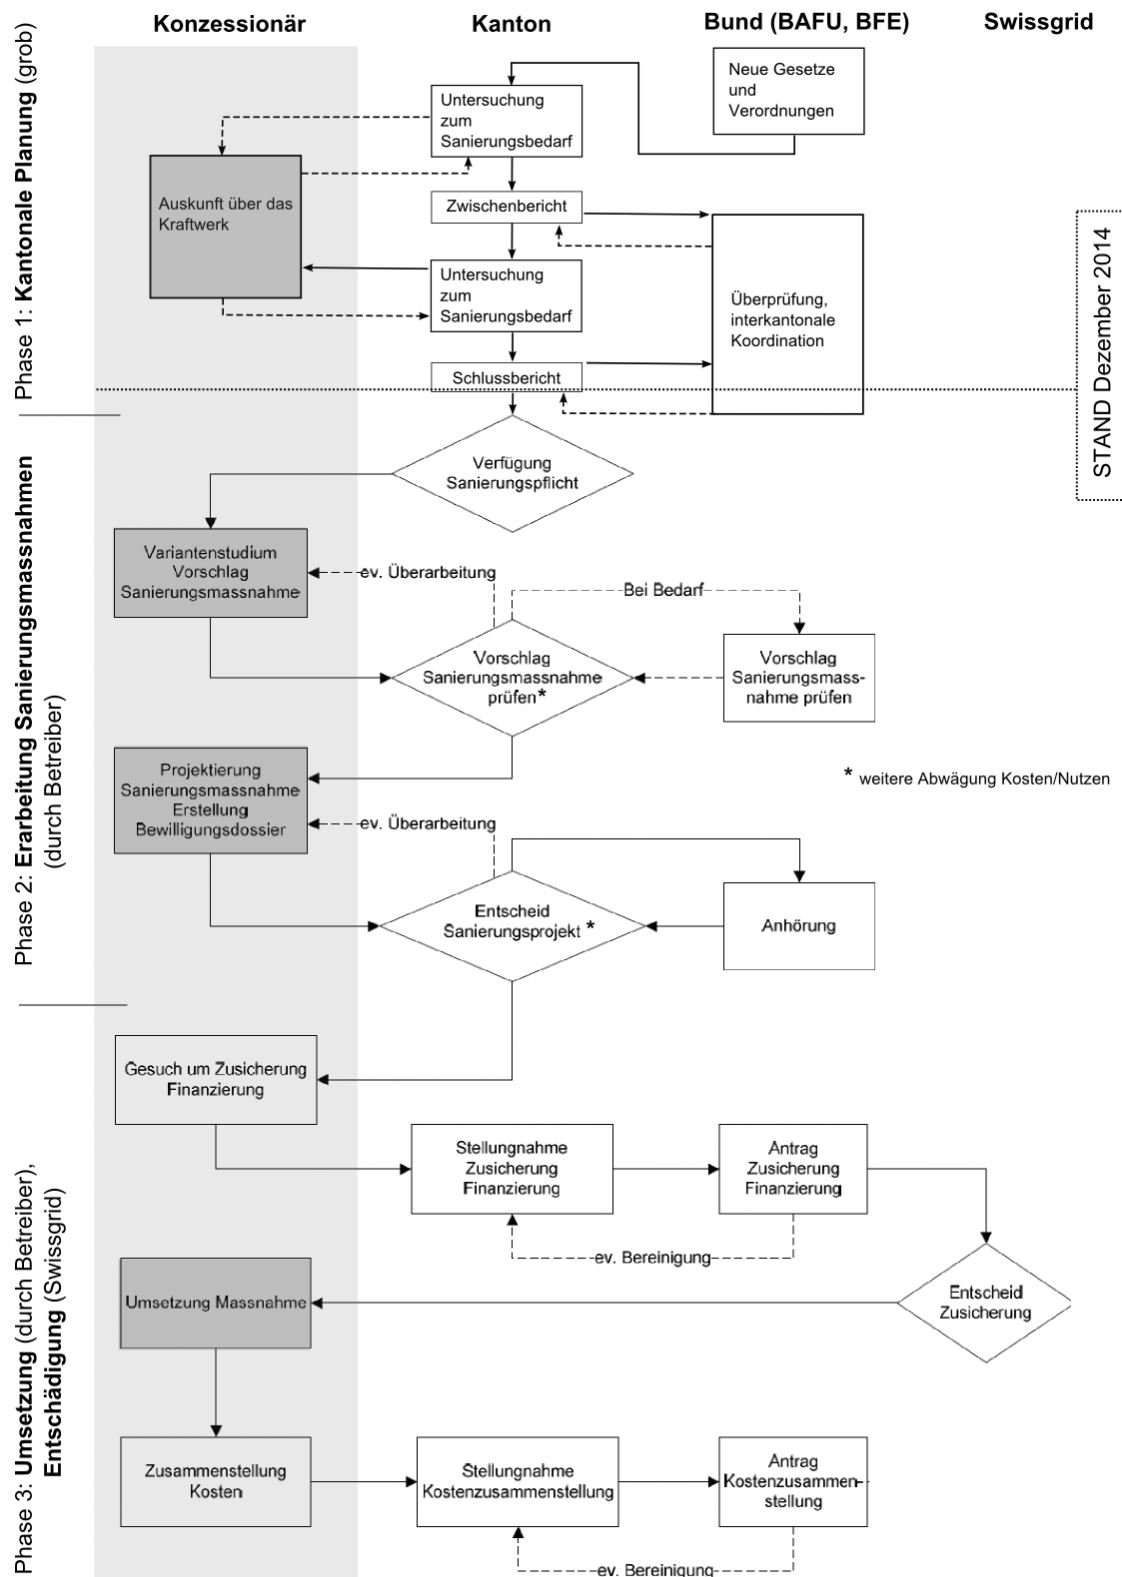 Konzessionär
Kanton
Bund (BAFU, BFE)
Swissgrid
Phase 1: Kantonale Planung (grob)
Neue Gesetze
und
Verordnungen
Untersuchung
zum
Sanierungsbedarf
Auskunft über das
Kraftwerk
Zwischenbericht
Untersuchung
zum
Sanierungsbedarf
Überprüfung,
interkantonale
Koordination
Schlussbericht
STAND Dezember 2014
Phase 2: Erarbeitung Sanierungsmassnahmen
(durch Betreiber)
Verfügung
Sanierungspflicht
Variantenstudium
Vorschlag
Sanierungsmassnahme
ev. Überarbeitung
Bei Bedarf
Vorschlag
Sanierungsmassnahme
prüfen*
Vorschlag
Sanierungsmass-
nahme prüfen
Projektierung
Sanierungsmassnahme
Erstellung
Bewilligungsdossier
* weitere Abwägung Kosten/Nutzen
ev. Überarbeitung
Entscheid
Sanierungsprojekt *
Anhörung
Phase 3: Umsetzung (durch Betreiber),
Entschädigung (Swissgrid)
Gesuch um Zusicherung
Finanzierung
Stellungnahme
Zusicherung
Finanzierung
Antrag
Zusicherung
Finanzierung
ev. Bereinigung
Entscheid
Zusicherung
Umsetzung Massnahme
Zusammenstellung
Kosten
Stellungnahme
Kostenzusammenstellung
Antrag
Kostenzusammen-
stellung
ev. Bereinigung